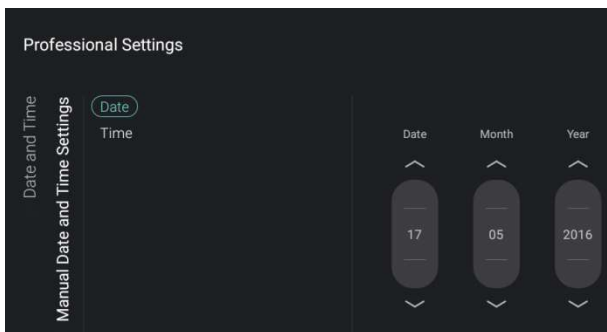 Professional Settings
Date and Time
Manual Date and Time Settings
Date
Time
Date Month Year
17 05 2016